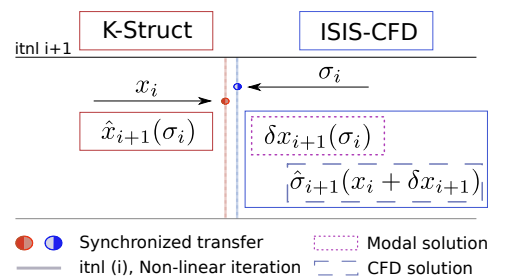 K-Struct ISIS-CFD
itnl i+1
x_i σ_i
x̂_{i+1}(σ_i) δx_{i+1}(σ_i)
σ̂_{i+1}(x_i + δx_{i+1})
Synchronized transfer Modal solution
itnl (i), Non-linear iteration CFD solution